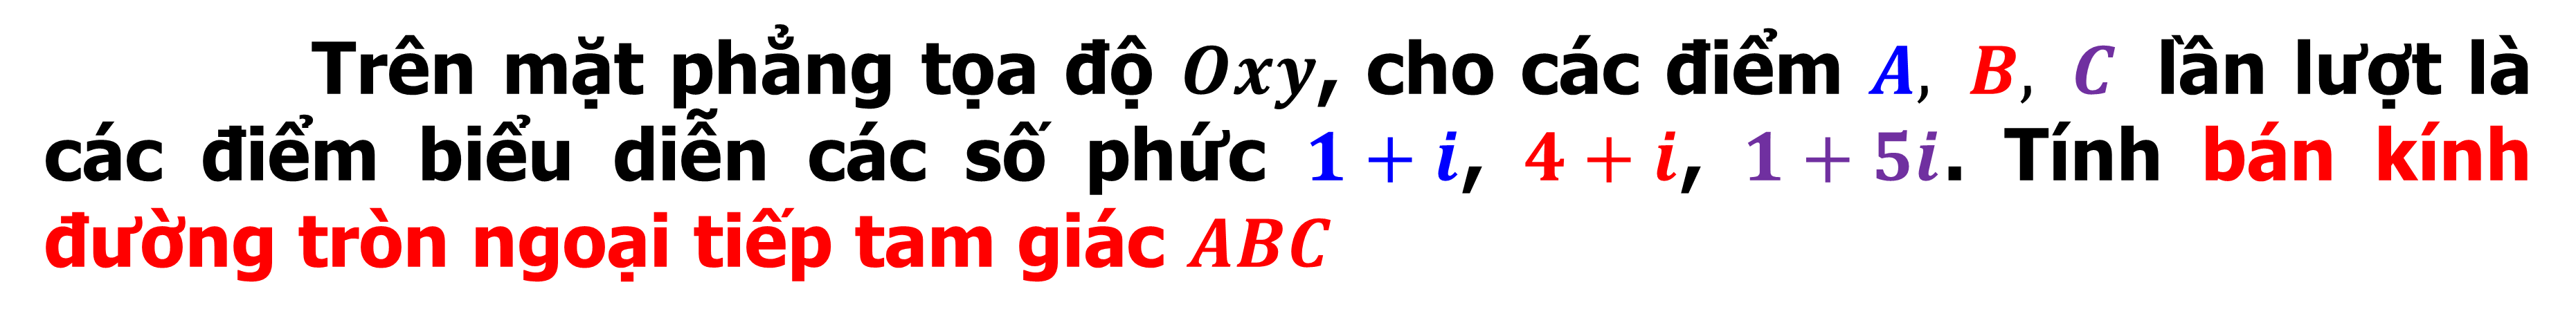 Trên mặt phẳng tọa độ Oxy, cho các điểm A, B, C lần lượt là
các điểm biểu diễn các số phức 1 + i, 4 + i, 1 + 5i. Tính bán kính
đường tròn ngoại tiếp tam giác ABC